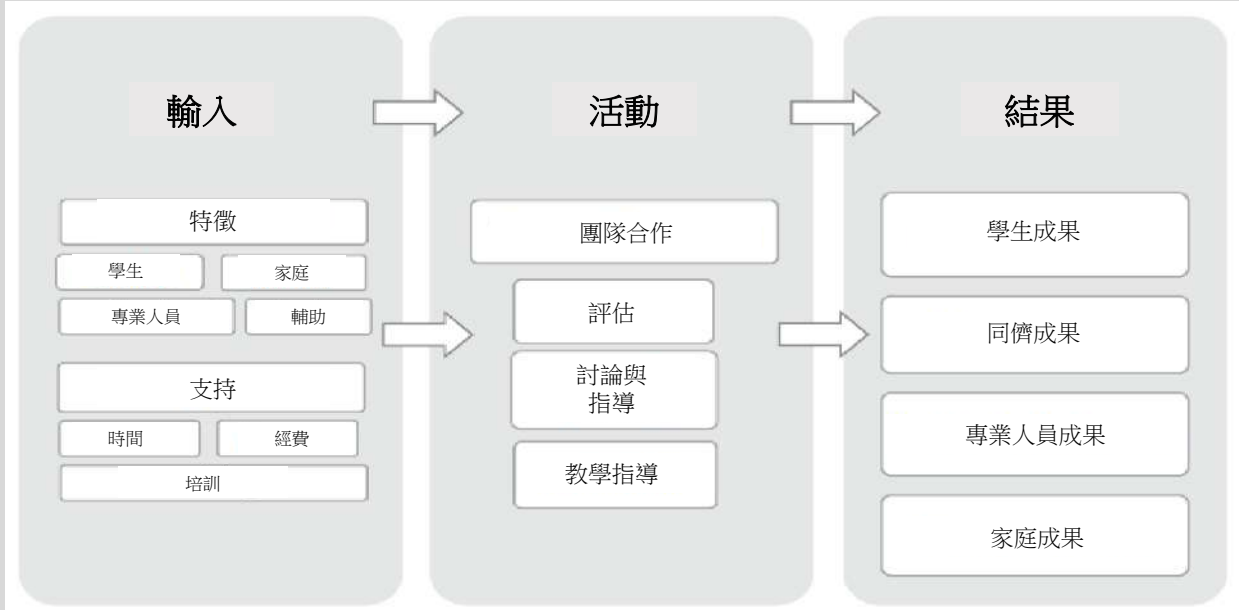 輸入
特徵
學生
家庭
專業人員
輔助
支持
時間
經費
培訓
活動
團隊合作
評估
討論與
指導
教學指導
結果
學生成果
同儕成果
專業人員成果
家庭成果